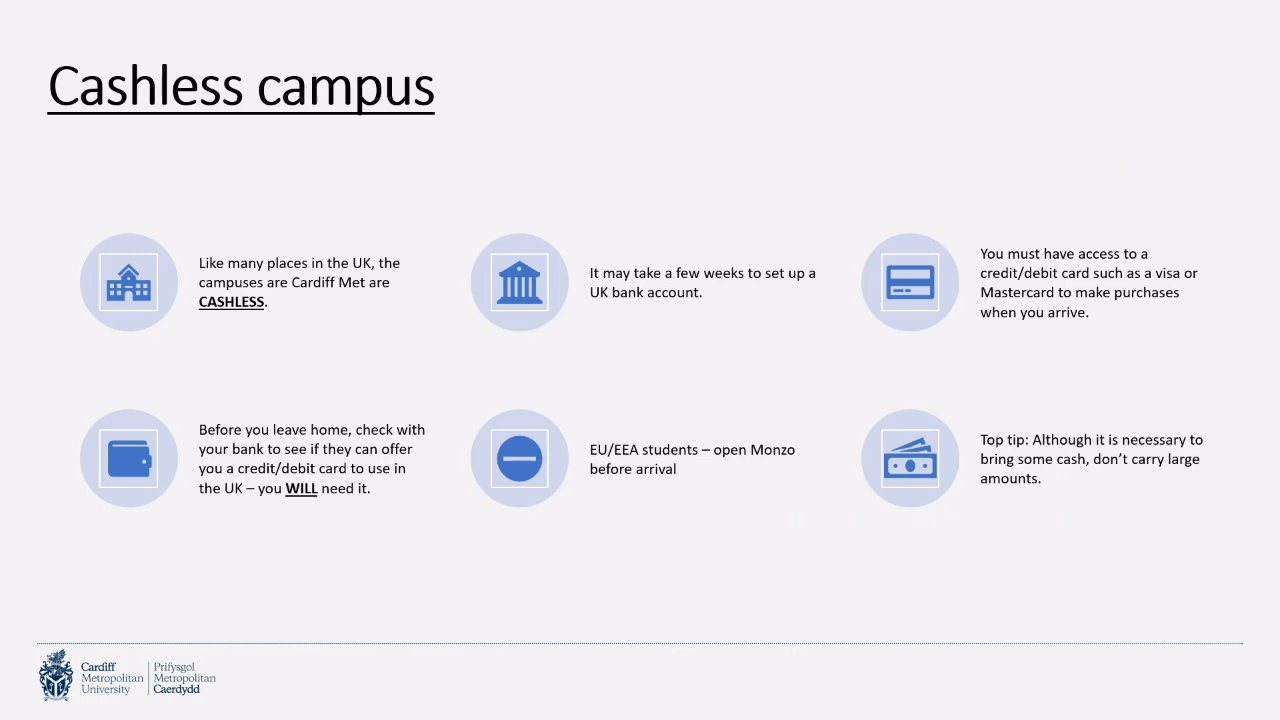 Cashless campus
Like many places in the UK, the
campuses are Cardiff Met are
CASHLESS.
It may take a few weeks to set up a
UK bank account.
You must have access to a
credit/debit card such as a visa or
Mastercard to make purchases
when you arrive.
Before you leave home, check with
your bank to see if they can offer
you a credit/debit card to use in
the UK – you WILL need it.
EU/EEA students – open Monzo
before arrival
Top tip: Although it is necessary to
bring some cash, don’t carry large
amounts.
Cardiff
Metropolitan
University
Prifysgol
Metropolitan
Caerdydd